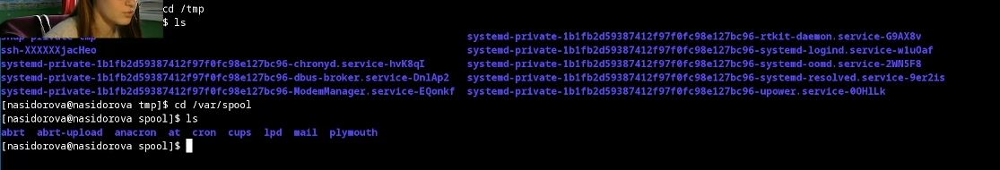 cd /tmp
$ ls
snap-private-tmp systemd-private-1b1fb2d59387412f97f0fc98e127bc96-rtkit-daemon.service-G9AX8v
ssh-XXXXXXjacHeo systemd-private-1b1fb2d59387412f97f0fc98e127bc96-systemd-logind.service-w1uOaf
systemd-private-1b1fb2d59387412f97f0fc98e127bc96-chronyd.service-hvK8qI systemd-private-1b1fb2d59387412f97f0fc98e127bc96-systemd-oomd.service-2WN5F8
systemd-private-1b1fb2d59387412f97f0fc98e127bc96-dbus-broker.service-DnlAp2 systemd-private-1b1fb2d59387412f97f0fc98e127bc96-systemd-resolved.service-9er2is
systemd-private-1b1fb2d59387412f97f0fc98e127bc96-ModemManager.service-EQonkf systemd-private-1b1fb2d59387412f97f0fc98e127bc96-upower.service-0OHlLk
[nasidorova@nasidorova tmp]$ cd /var/spool
[nasidorova@nasidorova spool]$ ls
abrt abrt-upload anacron at cron cups lpd mail plymouth
[nasidorova@nasidorova spool]$